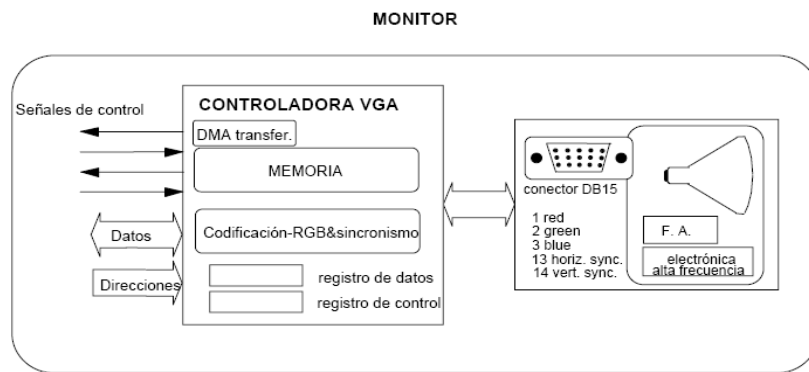 MONITOR
Señales de control
CONTROLADORA VGA
DMA transfer.
MEMORIA
Datos
Codificación-RGB&sincronismo
Direcciones
registro de datos
registro de control
conector DB15
1 red
2 green
3 blue
13 horiz. sync.
14 vert. sync.
F. A.
electrónica
alta frecuencia